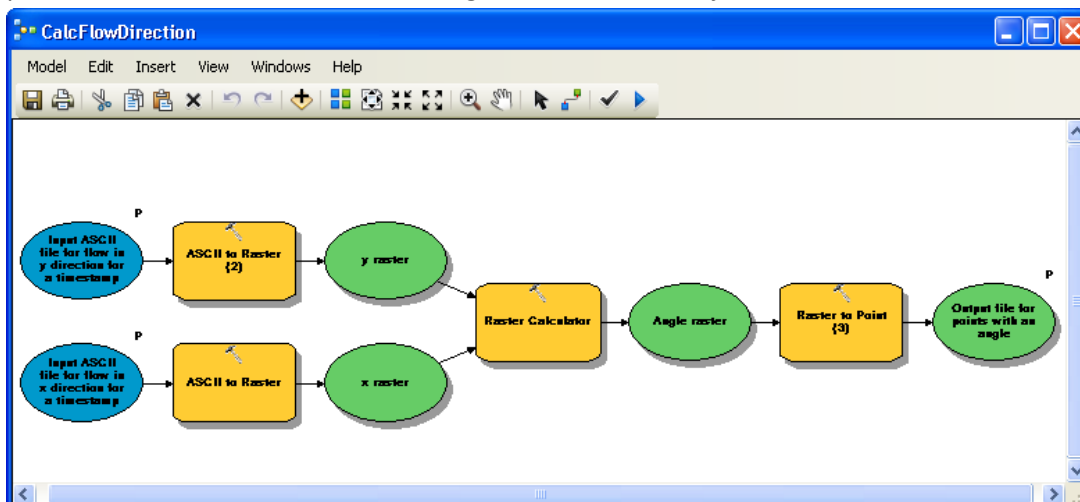 CalcFlowDirection
Model Edit Insert View Windows Help
P
Input ASCII
file for flow in
y direction for
a timestamp
ASCII to Raster
(2)
y raster
P
Input ASCII
file for flow in
x direction for
a timestamp
ASCII to Raster
x raster
Raster Calculator
Angle raster
Raster to Point
(3)
P
Output file for
points with an
angle